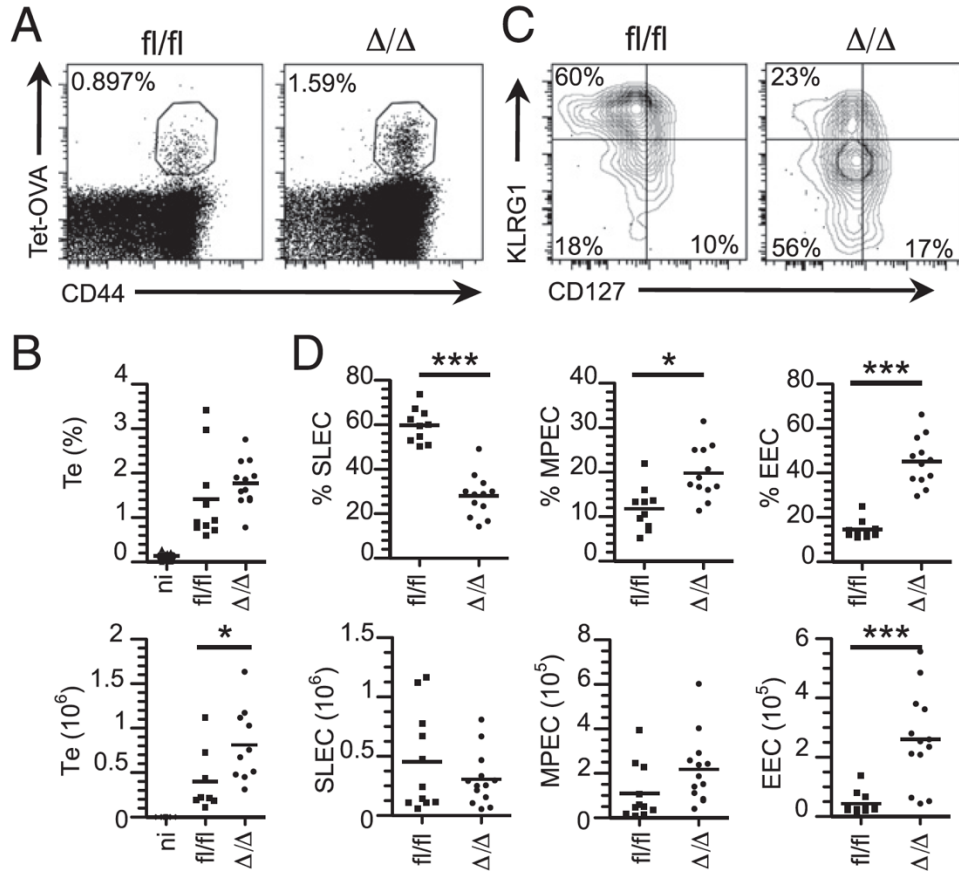 A
fl/fl
Δ/Δ
0.897%
1.59%
Tet-OVA
CD44
C
fl/fl
Δ/Δ
60%
23%
18%
10%
56%
17%
KLRG1
CD127
B
4
3
2
1
0
Te (%)
ni
fl/fl
Δ/Δ
2
1.5
1
0.5
0
Te (10⁶)
*
ni
fl/fl
Δ/Δ
D
80
60
40
20
0
% SLEC
***
fl/fl
Δ/Δ
40
30
20
10
0
% MPEC
*
fl/fl
Δ/Δ
80
60
40
20
0
% EEC
***
fl/fl
Δ/Δ
1.5
1
0.5
0
SLEC (10⁶)
fl/fl
Δ/Δ
8
6
4
2
0
MPEC (10⁵)
fl/fl
Δ/Δ
6
4
2
0
EEC (10⁵)
***
fl/fl
Δ/Δ